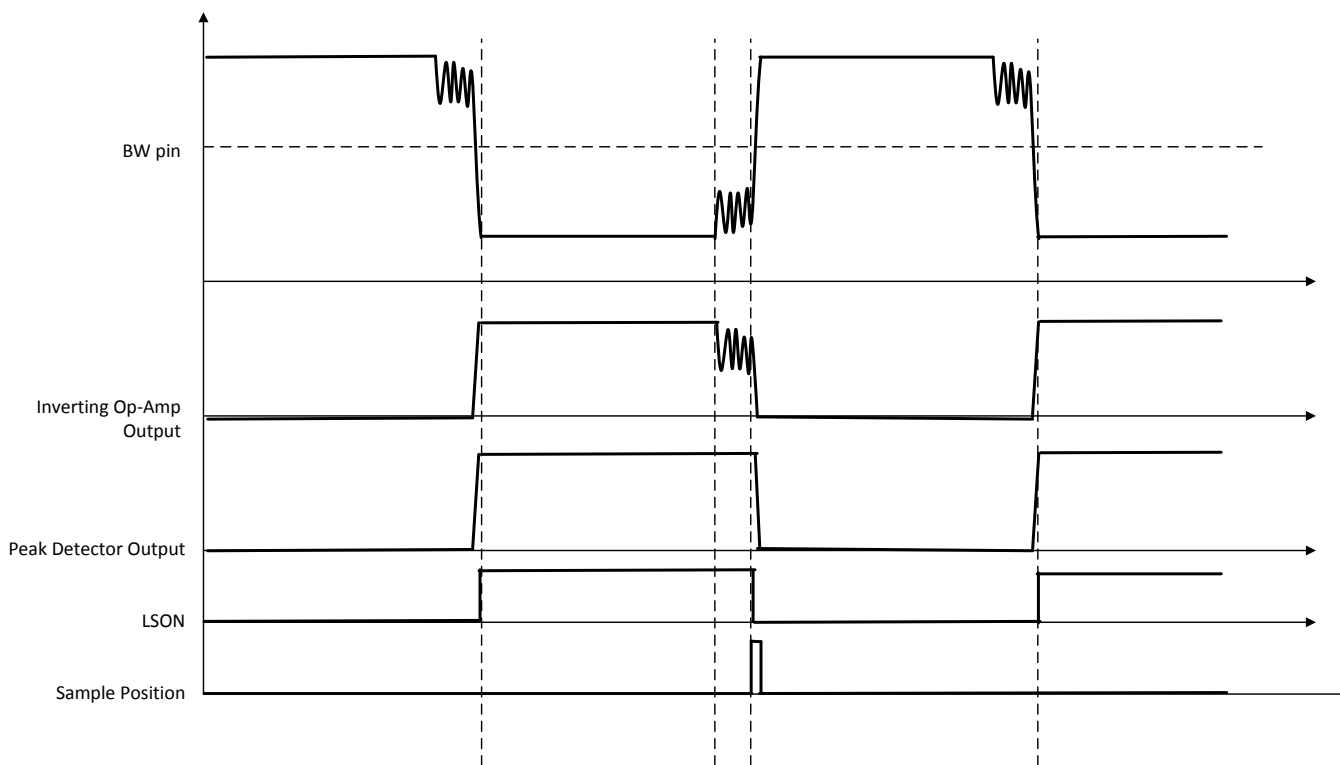 BW pin
Inverting Op-Amp
Output
Peak Detector Output
LSON
Sample Position